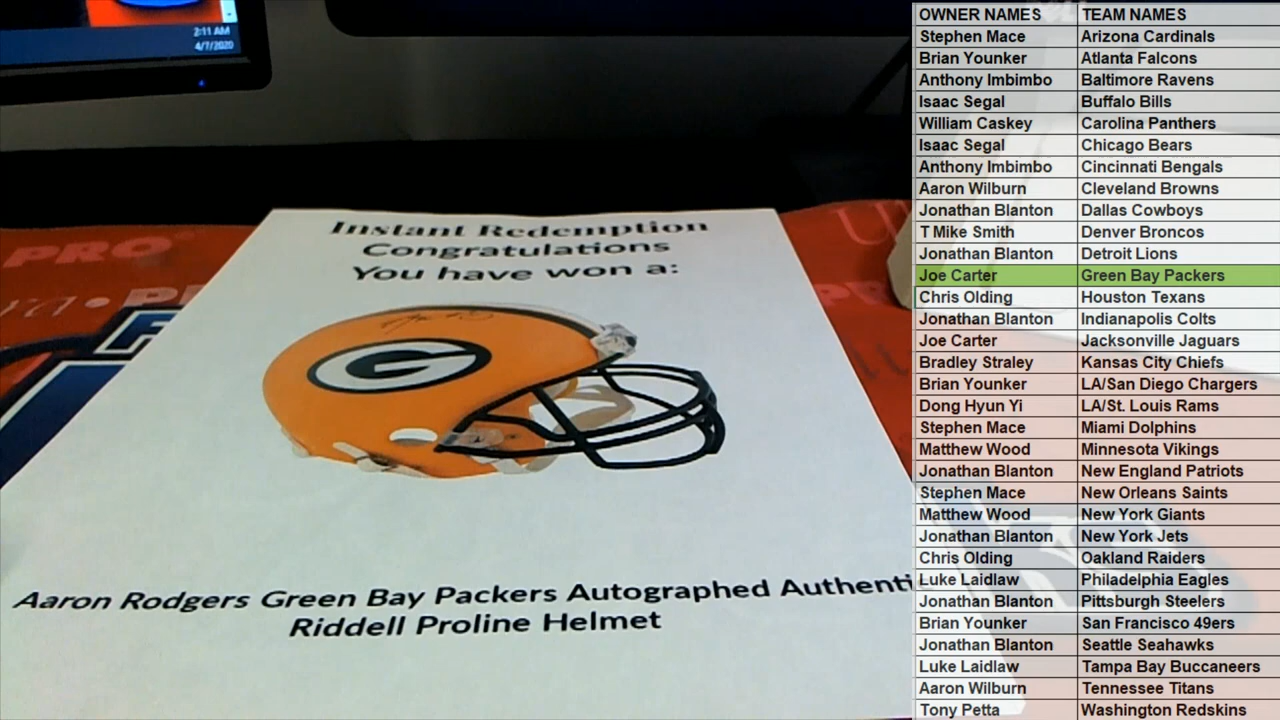 2:11 AM
4/7/2020
PRO
PR
Instant Redemption
Congratulations
You have won a:
G
Aaron Rodgers Green Bay Packers Autographed Authenti
Riddell Proline Helmet
OWNER NAMES TEAM NAMES
Stephen Mace Arizona Cardinals
Brian Younker Atlanta Falcons
Anthony Imbimbo Baltimore Ravens
Isaac Segal Buffalo Bills
William Caskey Carolina Panthers
Isaac Segal Chicago Bears
Anthony Imbimbo Cincinnati Bengals
Aaron Wilburn Cleveland Browns
Jonathan Blanton Dallas Cowboys
T Mike Smith Denver Broncos
Jonathan Blanton Detroit Lions
Joe Carter Green Bay Packers
Chris Olding Houston Texans
Jonathan Blanton Indianapolis Colts
Joe Carter Jacksonville Jaguars
Bradley Straley Kansas City Chiefs
Brian Younker LA/San Diego Chargers
Dong Hyun Yi LA/St. Louis Rams
Stephen Mace Miami Dolphins
Matthew Wood Minnesota Vikings
Jonathan Blanton New England Patriots
Stephen Mace New Orleans Saints
Matthew Wood New York Giants
Jonathan Blanton New York Jets
Chris Olding Oakland Raiders
Luke Laidlaw Philadelphia Eagles
Jonathan Blanton Pittsburgh Steelers
Brian Younker San Francisco 49ers
Jonathan Blanton Seattle Seahawks
Luke Laidlaw Tampa Bay Buccaneers
Aaron Wilburn Tennessee Titans
Tony Petta Washington Redskins